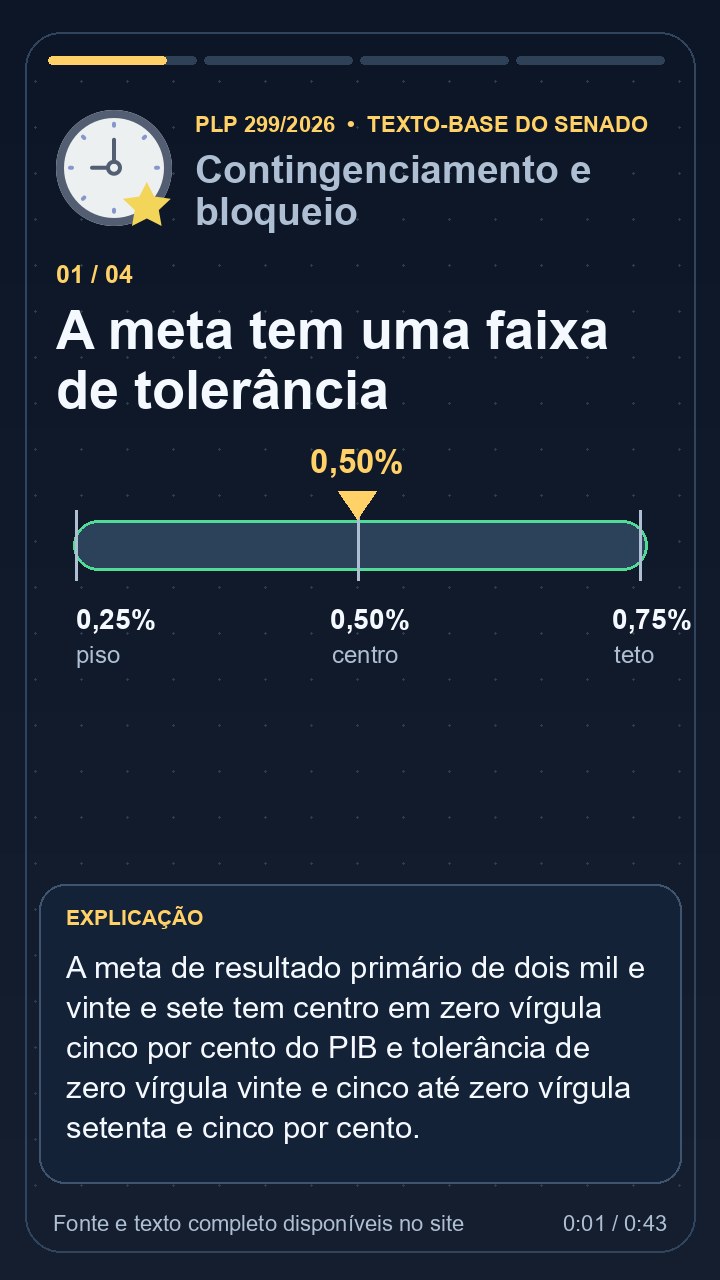 PLP 299/2026 • TEXTO-BASE DO SENADO
Contingenciamento e
bloqueio
01 / 04
A meta tem uma faixa
de tolerância
0,50%
0,25% 0,50% 0,75%
piso centro teto
EXPLICAÇÃO
A meta de resultado primário de dois mil e
vinte e sete tem centro em zero vírgula
cinco por cento do PIB e tolerância de
zero vírgula vinte e cinco até zero vírgula
setenta e cinco por cento.
Fonte e texto completo disponíveis no site 0:01 / 0:43